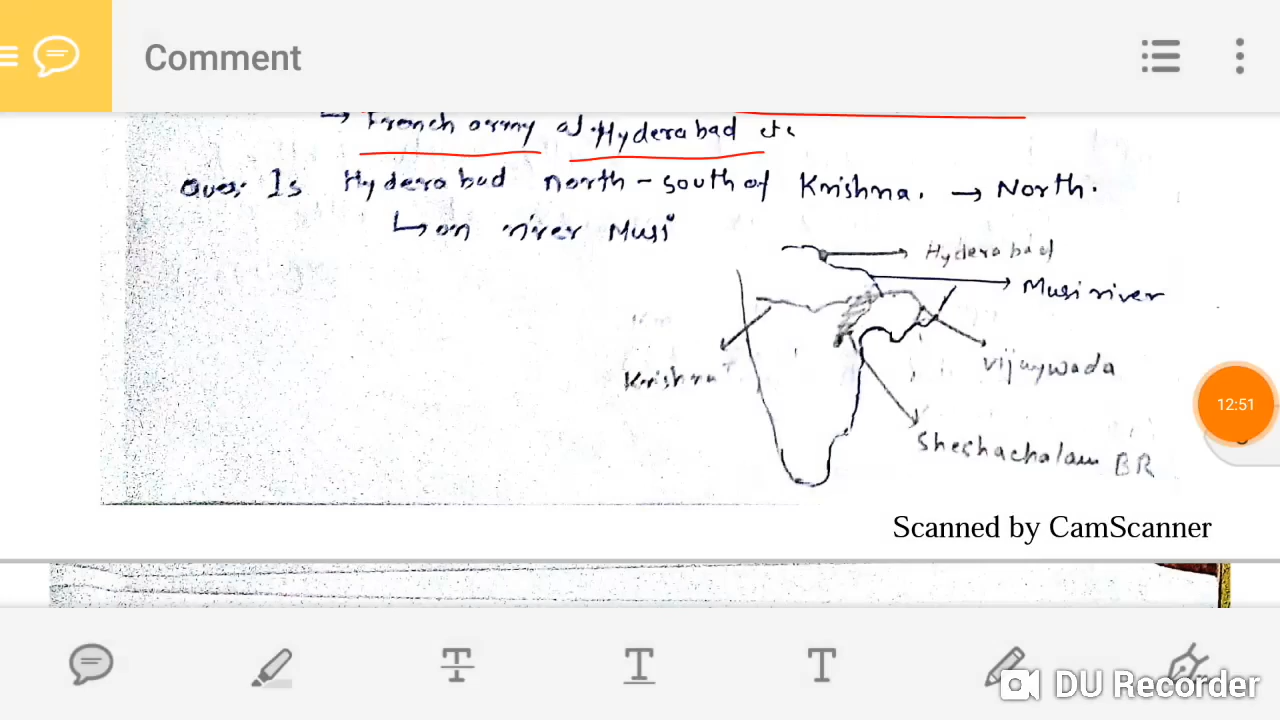 Comment
→ French army at Hyderabad etc
Ques: Is Hyderabad north-south of Krishna. → North.
↳ on river Musi
Hyderabad
Musi river
Krishna
Vijaywada
Sheshachalam BR
12:51
Scanned by CamScanner
T
T
T
DU Recorder